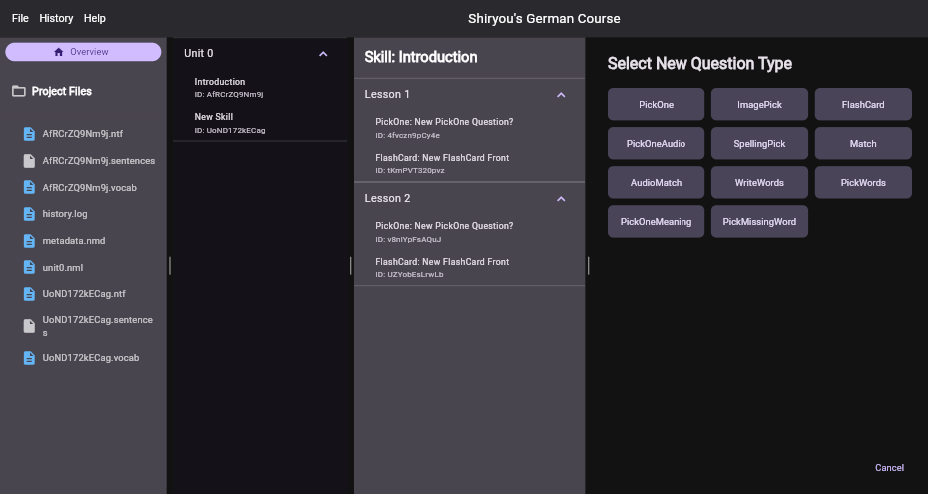 File History Help
Shiryou's German Course
Overview
Project Files
AfRCrZQ9Nm9j.ntf
AfRCrZQ9Nm9j.sentences
AfRCrZQ9Nm9j.vocab
history.log
metadata.nmd
unit0.nml
UoND172kECag.ntf
UoND172kECag.sentence
s
UoND172kECag.vocab
Unit 0
Introduction
ID: AfRCrZQ9Nm9j
New Skill
ID: UoND172kECag
Skill: Introduction
Lesson 1
PickOne: New PickOne Question?
ID: 4fvczn9pCy4e
FlashCard: New FlashCard Front
ID: tKmPVT320pvz
Lesson 2
PickOne: New PickOne Question?
ID: v8nIYpFsAQuJ
FlashCard: New FlashCard Front
ID: UZYobEsLrwLb
Select New Question Type
PickOne ImagePick FlashCard
PickOneAudio SpellingPick Match
AudioMatch WriteWords PickWords
PickOneMeaning PickMissingWord
Cancel